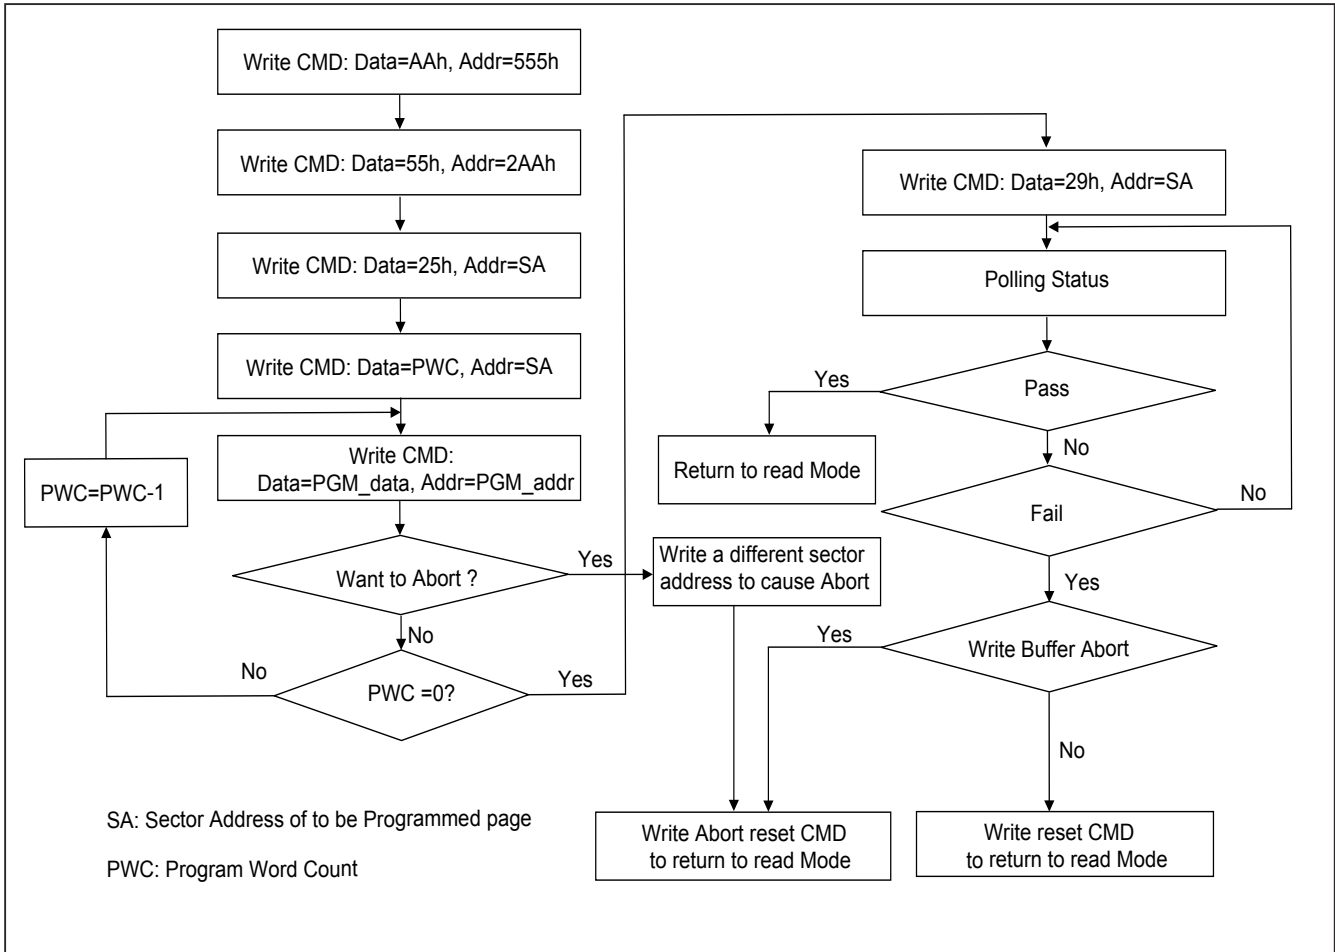 Write CMD: Data=AAh, Addr=555h
Write CMD: Data=55h, Addr=2AAh
Write CMD: Data=25h, Addr=SA
Write CMD: Data=PWC, Addr=SA
Write CMD:
Data=PGM_data, Addr=PGM_addr
PWC=PWC-1
Want to Abort ?
Yes
No
PWC =0?
No
Yes
Write a different sector
address to cause Abort
Write CMD: Data=29h, Addr=SA
Polling Status
Pass
Yes
No
Return to read Mode
Fail
No
Yes
Write Buffer Abort
Yes
No
Write Abort reset CMD
to return to read Mode
Write reset CMD
to return to read Mode
SA: Sector Address of to be Programmed page
PWC: Program Word Count